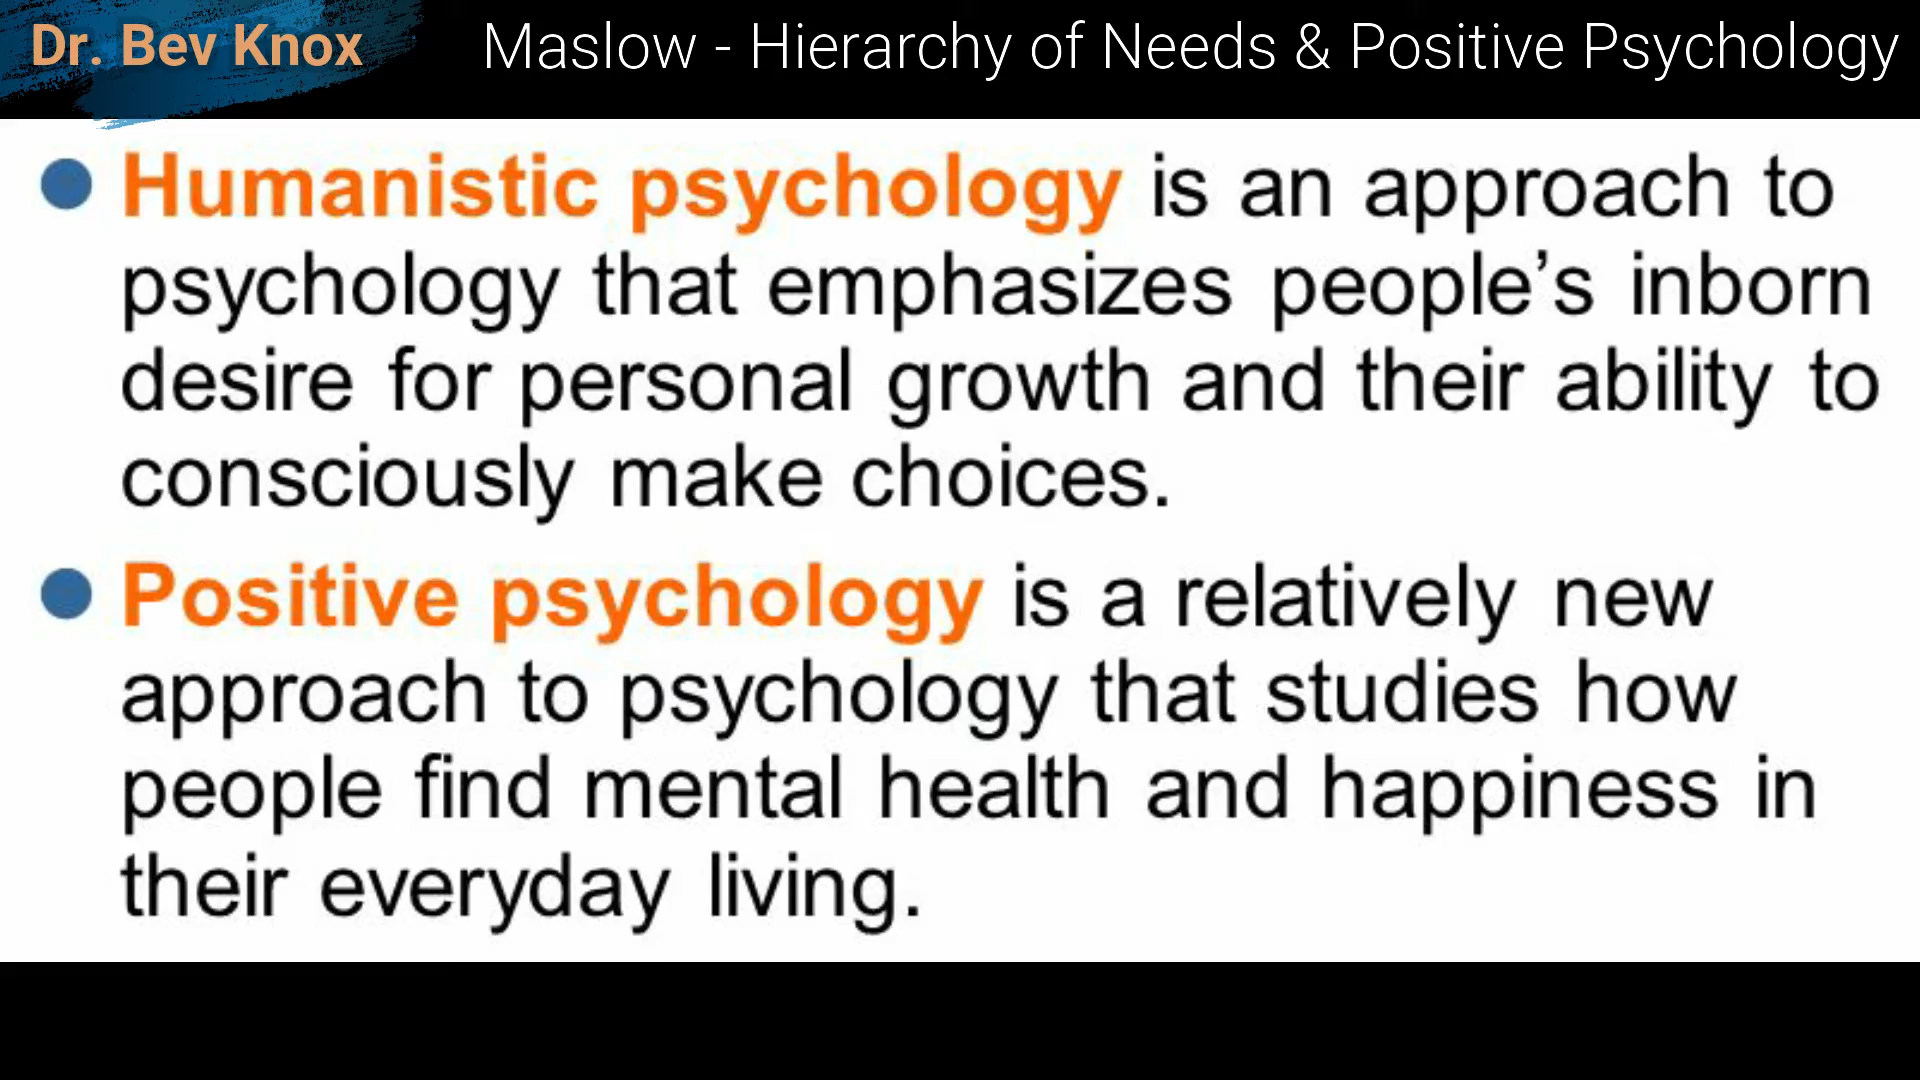 Dr. Bev Knox
Maslow - Hierarchy of Needs & Positive Psychology
Humanistic psychology is an approach to
psychology that emphasizes people’s inborn
desire for personal growth and their ability to
consciously make choices.
Positive psychology is a relatively new
approach to psychology that studies how
people find mental health and happiness in
their everyday living.